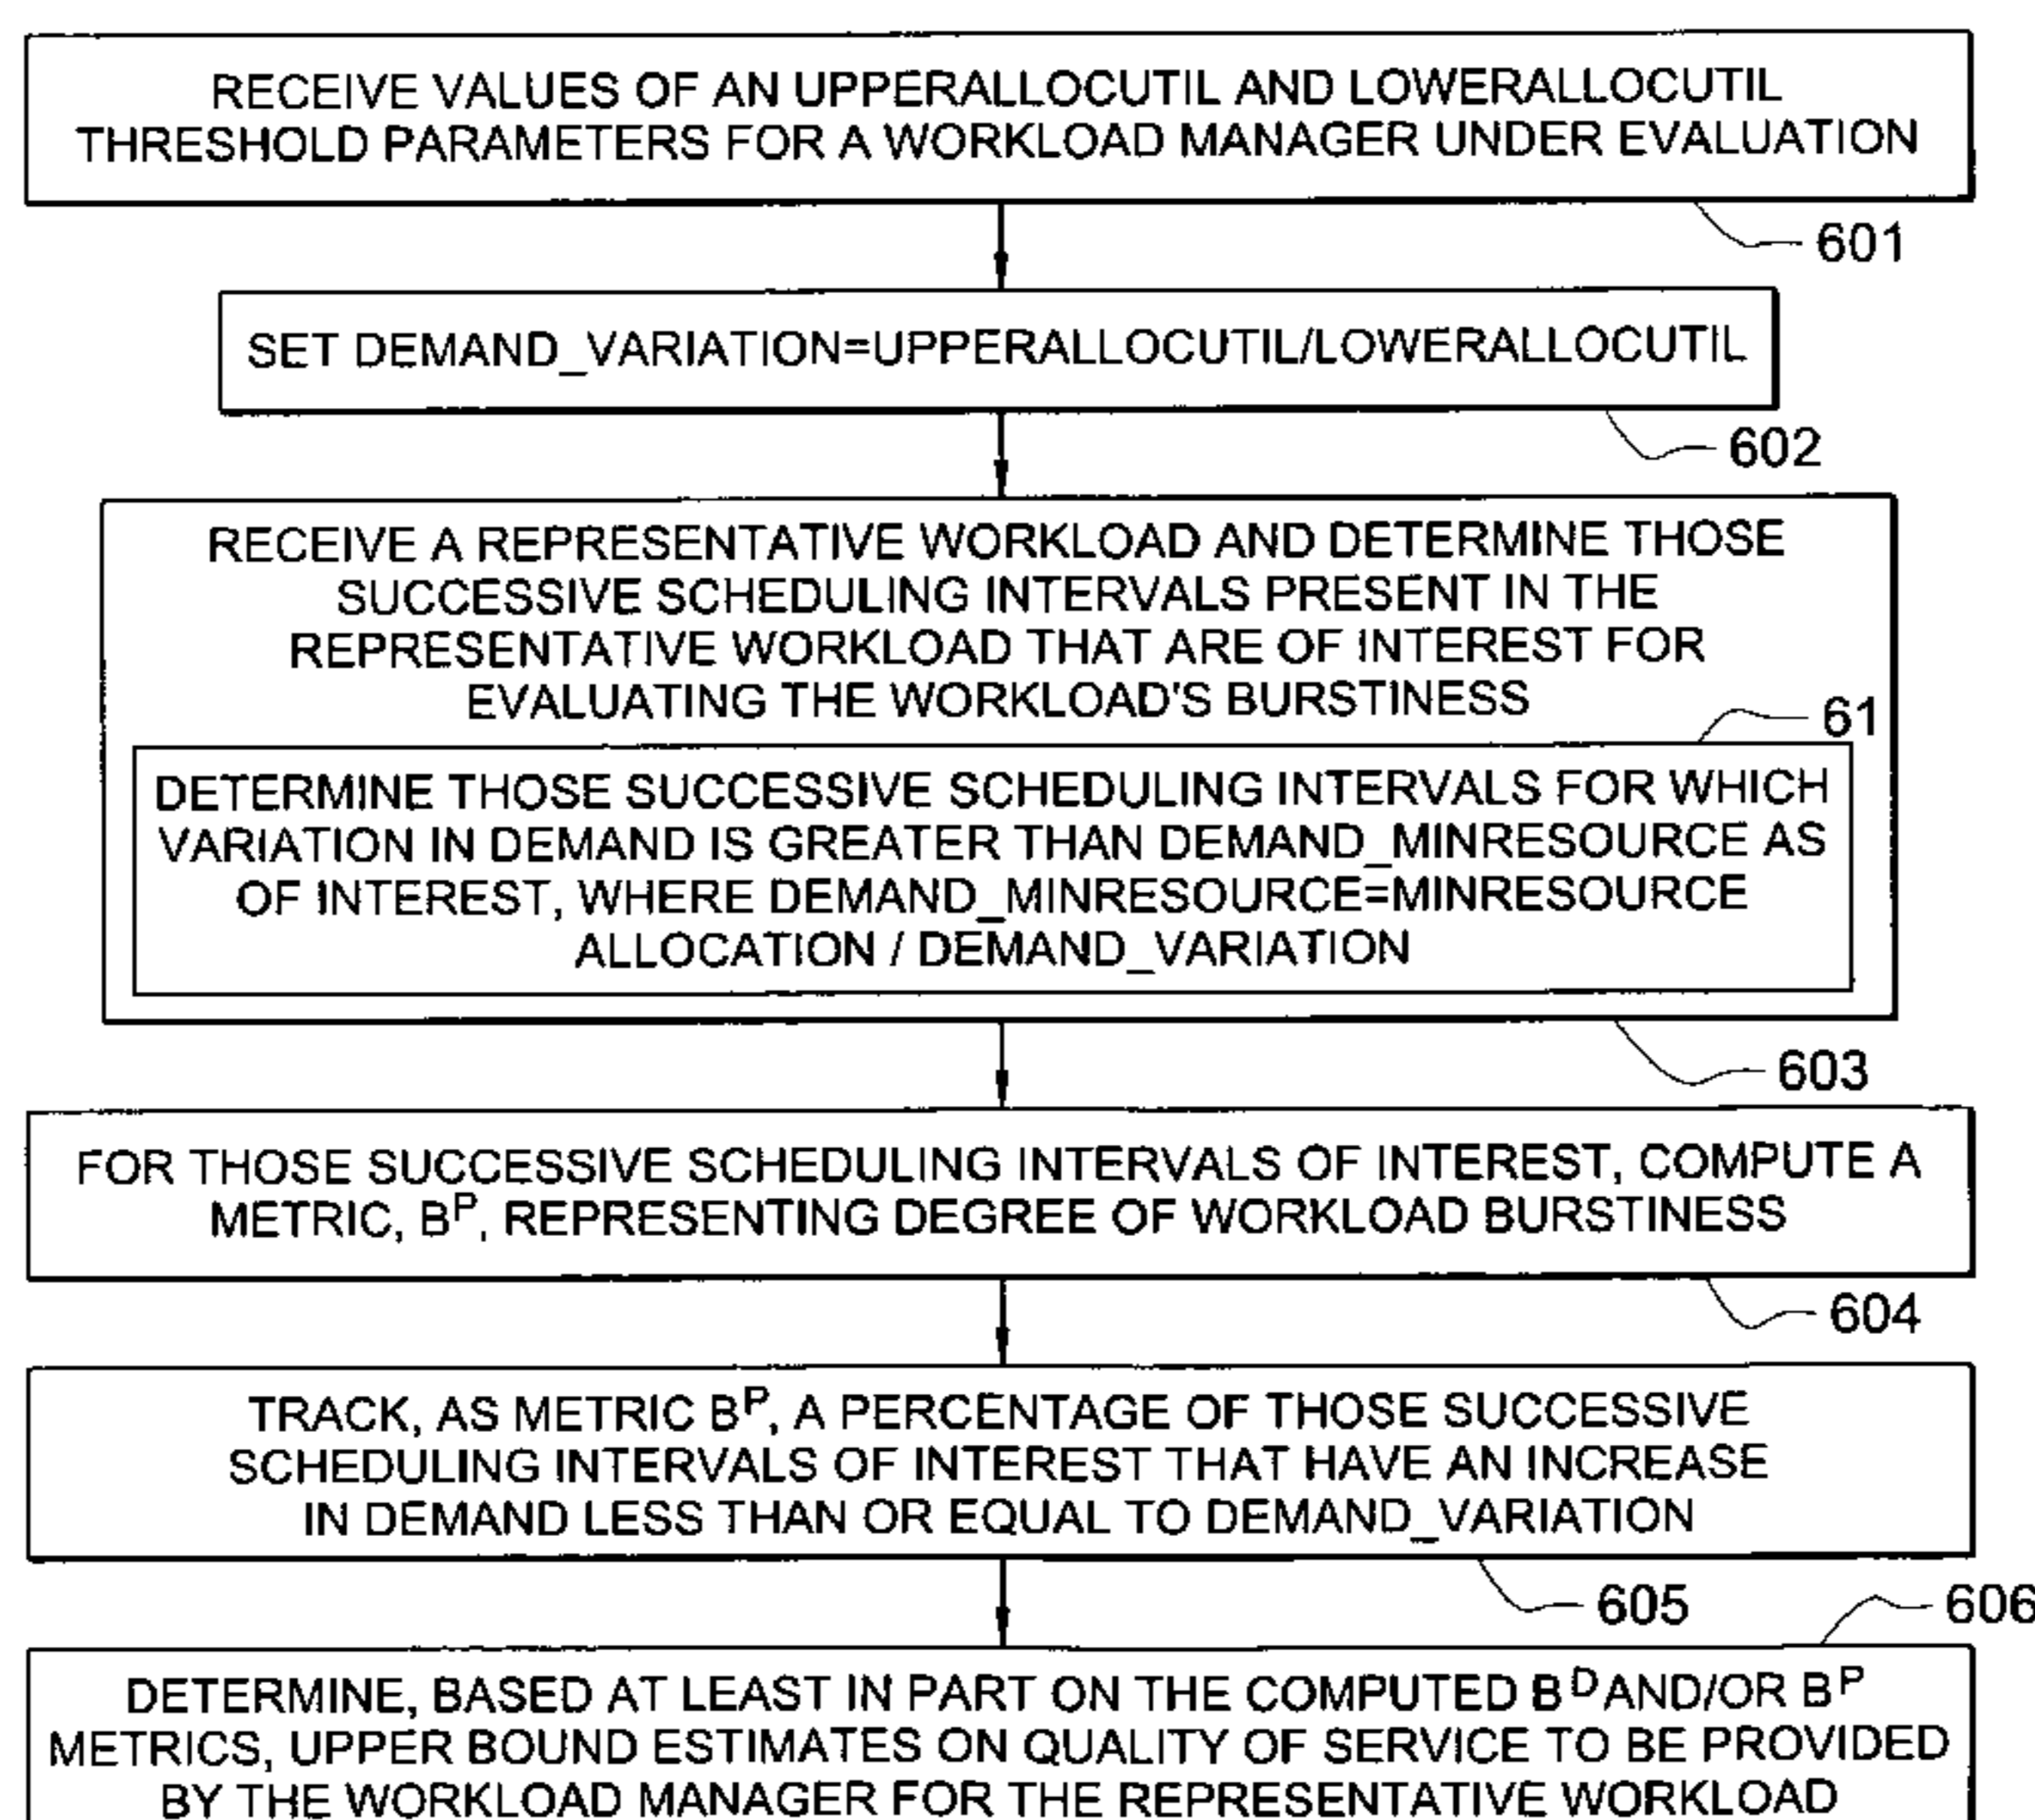 RECEIVE VALUES OF AN UPPERALLOCUTIL AND LOWERALLOCUTIL
THRESHOLD PARAMETERS FOR A WORKLOAD MANAGER UNDER EVALUATION
601
SET DEMAND_VARIATION=UPPERALLOCUTIL/LOWERALLOCUTIL
602
RECEIVE A REPRESENTATIVE WORKLOAD AND DETERMINE THOSE
SUCCESSIVE SCHEDULING INTERVALS PRESENT IN THE
REPRESENTATIVE WORKLOAD THAT ARE OF INTEREST FOR
EVALUATING THE WORKLOAD'S BURSTINESS
61
DETERMINE THOSE SUCCESSIVE SCHEDULING INTERVALS FOR WHICH
VARIATION IN DEMAND IS GREATER THAN DEMAND_MINRESOURCE AS
OF INTEREST, WHERE DEMAND_MINRESOURCE=MINRESOURCE
ALLOCATION / DEMAND_VARIATION
603
FOR THOSE SUCCESSIVE SCHEDULING INTERVALS OF INTEREST, COMPUTE A
METRIC, B^P, REPRESENTING DEGREE OF WORKLOAD BURSTINESS
604
TRACK, AS METRIC B^P, A PERCENTAGE OF THOSE SUCCESSIVE
SCHEDULING INTERVALS OF INTEREST THAT HAVE AN INCREASE
IN DEMAND LESS THAN OR EQUAL TO DEMAND_VARIATION
605
606
DETERMINE, BASED AT LEAST IN PART ON THE COMPUTED B^D AND/OR B^P
METRICS, UPPER BOUND ESTIMATES ON QUALITY OF SERVICE TO BE PROVIDED
BY THE WORKLOAD MANAGER FOR THE REPRESENTATIVE WORKLOAD